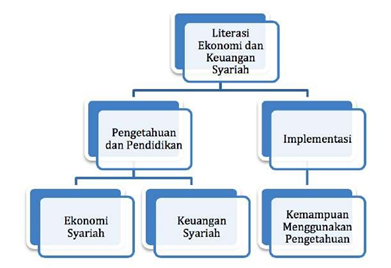 Literasi
Ekonomi dan
Keuangan
Syariah
Pengetahuan
dan Pendidikan
Implementasi
Ekonomi
Syariah
Keuangan
Syariah
Kemampuan
Menggunakan
Pengetahuan